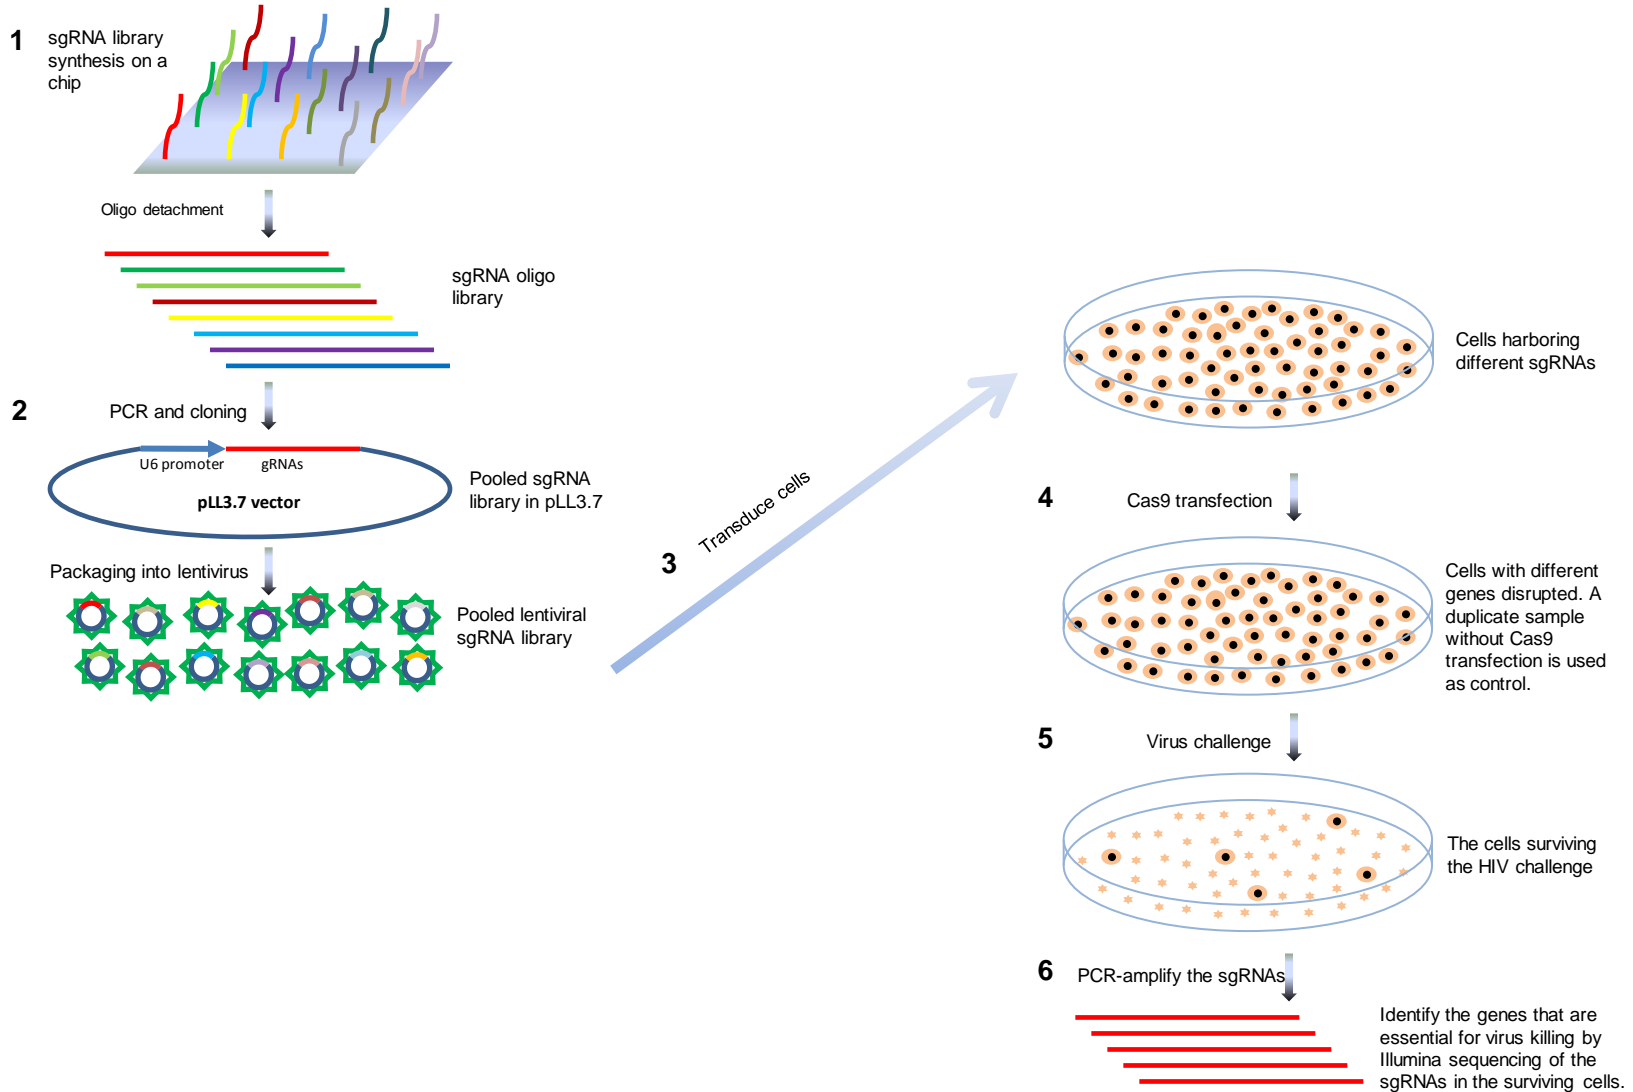 1
sgRNA library
synthesis on a
chip
Oligo detachment
sgRNA oligo
library
2
PCR and cloning
U6 promoter
gRNAs
pLL3.7 vector
Pooled sgRNA
library in pLL3.7
Packaging into lentivirus
Pooled lentiviral
sgRNA library
3
Transduce cells
Cells harboring
different sgRNAs
4
Cas9 transfection
Cells with different
genes disrupted. A
duplicate sample
without Cas9
transfection is used
as control.
5
Virus challenge
The cells surviving
the HIV challenge
6
PCR-amplify the sgRNAs
Identify the genes that are
essential for virus killing by
Illumina sequencing of the
sgRNAs in the surviving cells.